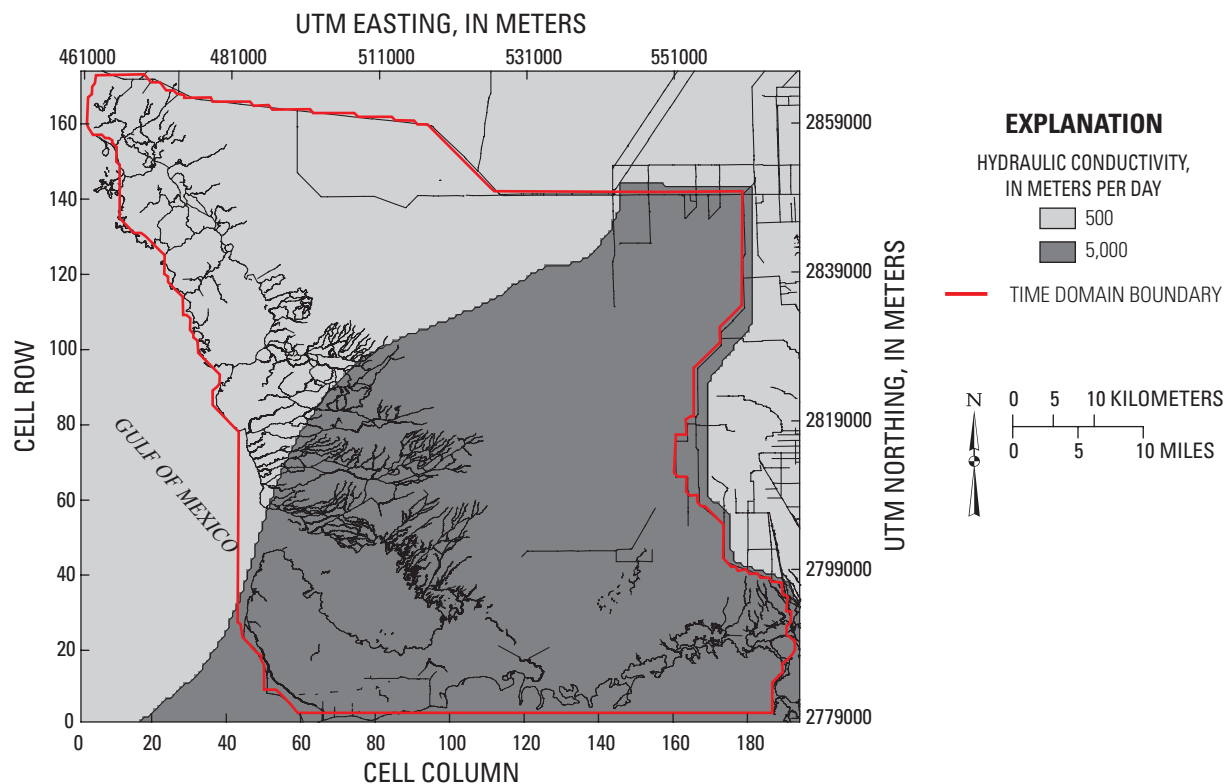 UTM EASTING, IN METERS
461000 481000 511000 531000 551000
160
140
120
100
80
60
40
20
0
CELL ROW
0 20 40 60 80 100 120 140 160 180
CELL COLUMN
2859000
2839000
2819000
2799000
2779000
UTM NORTHING, IN METERS
GULF OF MEXICO
EXPLANATION
HYDRAULIC CONDUCTIVITY,
IN METERS PER DAY
500
5,000
TIME DOMAIN BOUNDARY
N
0 5 10 KILOMETERS
0 5 10 MILES